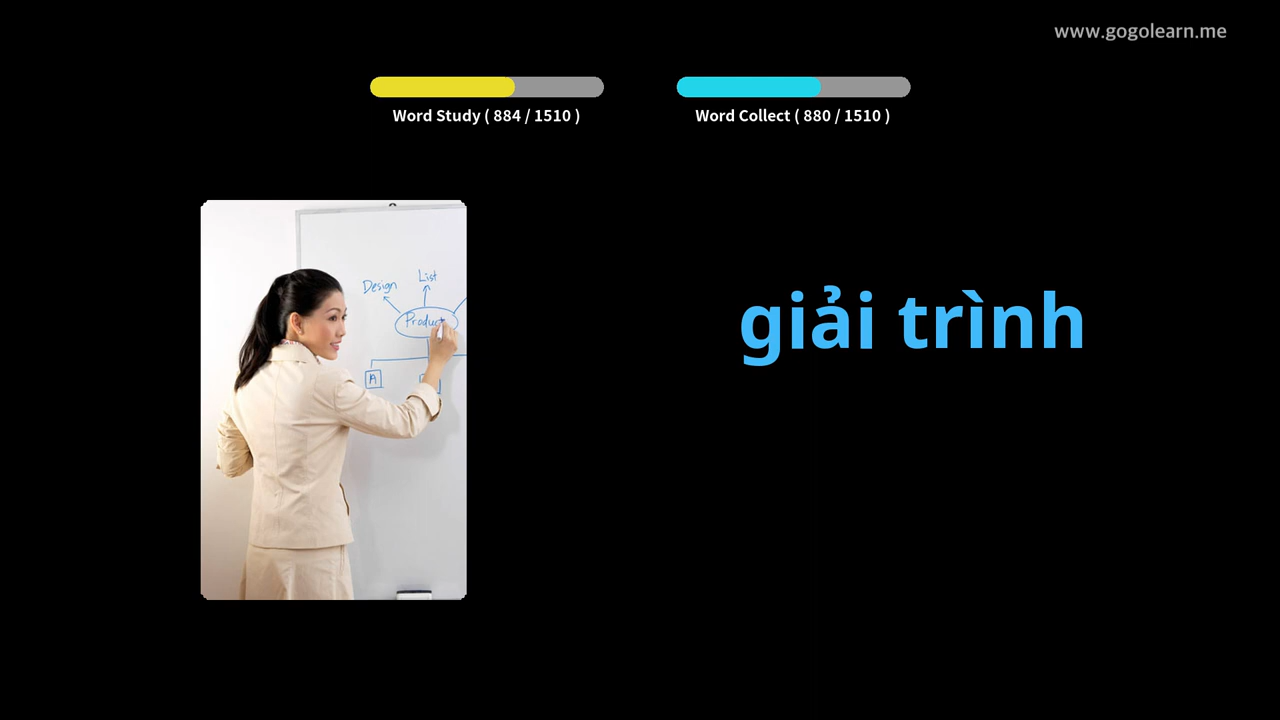 www.gogolearn.me
Word Study ( 884 / 1510 )
Word Collect ( 880 / 1510 )
Design
List
Product
A
giải trình